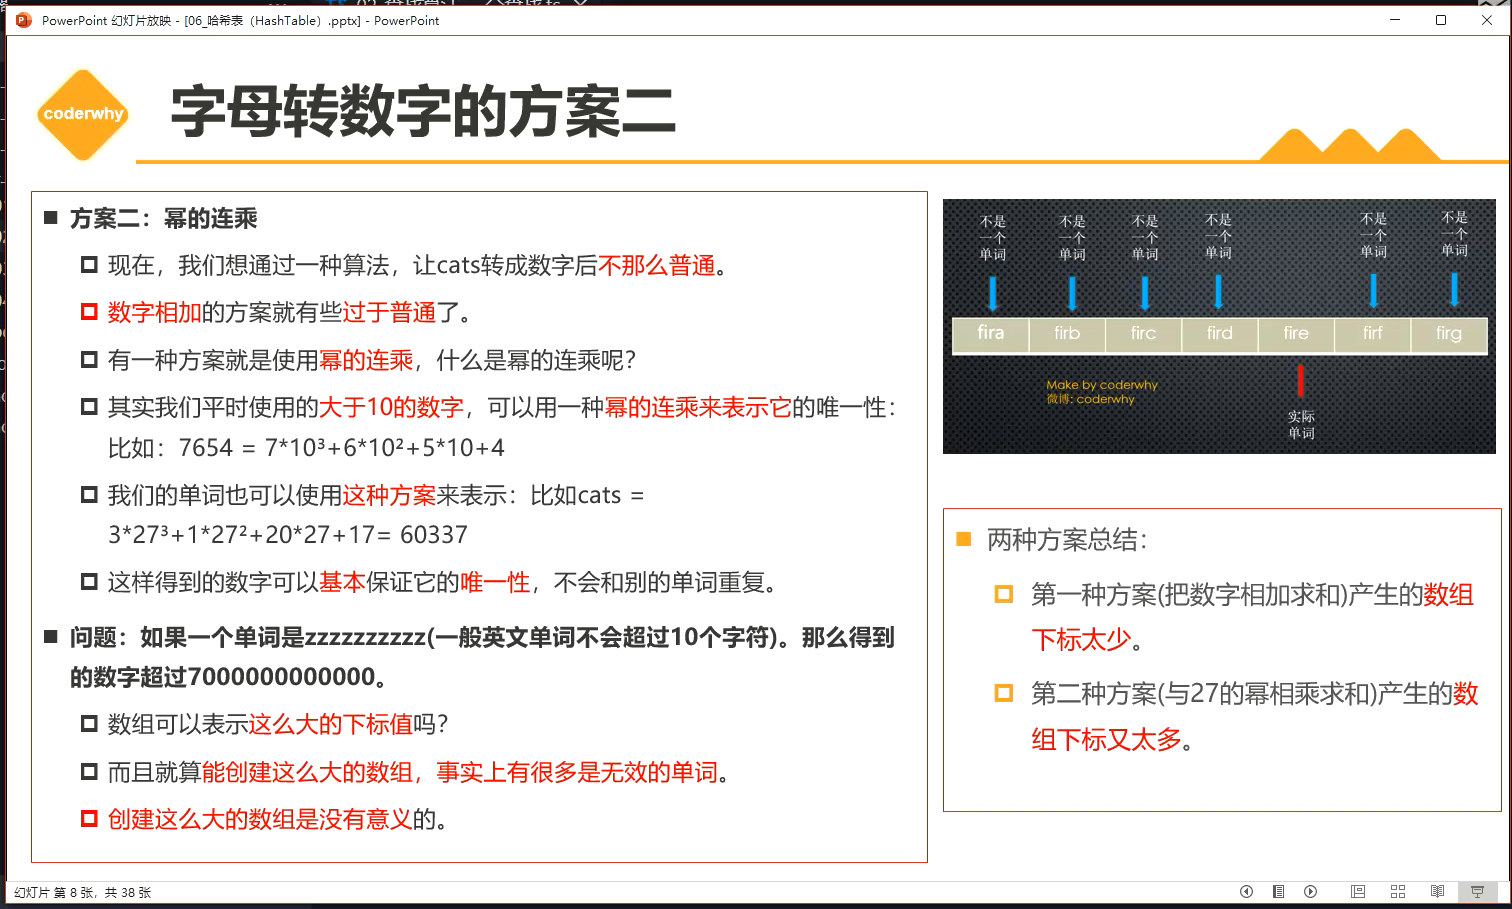 PowerPoint 幻灯片放映 - [06_哈希表（HashTable）.pptx] - PowerPoint
coderwhy
字母转数字的方案二
方案二：幂的连乘
现在，我们想通过一种算法，让cats转成数字后不那么普通。
数字相加的方案就有些过于普通了。
有一种方案就是使用幂的连乘，什么是幂的连乘呢？
其实我们平时使用的大于10的数字，可以用一种幂的连乘来表示它的唯一性：
比如：7654 = 7*10³+6*10²+5*10+4
我们的单词也可以使用这种方案来表示：比如cats =
3*27³+1*27²+20*27+17= 60337
这样得到的数字可以基本保证它的唯一性，不会和别的单词重复。
问题：如果一个单词是zzzzzzzzzz(一般英文单词不会超过10个字符)。那么得到
的数字超过7000000000000。
数组可以表示这么大的下标值吗？
而且就算能创建这么大的数组，事实上有很多是无效的单词。
创建这么大的数组是没有意义的。
不是
一个
单词
不是
一个
单词
不是
一个
单词
不是
一个
单词
不是
一个
单词
不是
一个
单词
fira firb firc fird fire firf firg
Make by coderwhy
微博: coderwhy
实际
单词
两种方案总结：
第一种方案(把数字相加求和)产生的数组
下标太少。
第二种方案(与27的幂相乘求和)产生的数
组下标又太多。
幻灯片 第 8 张，共 38 张